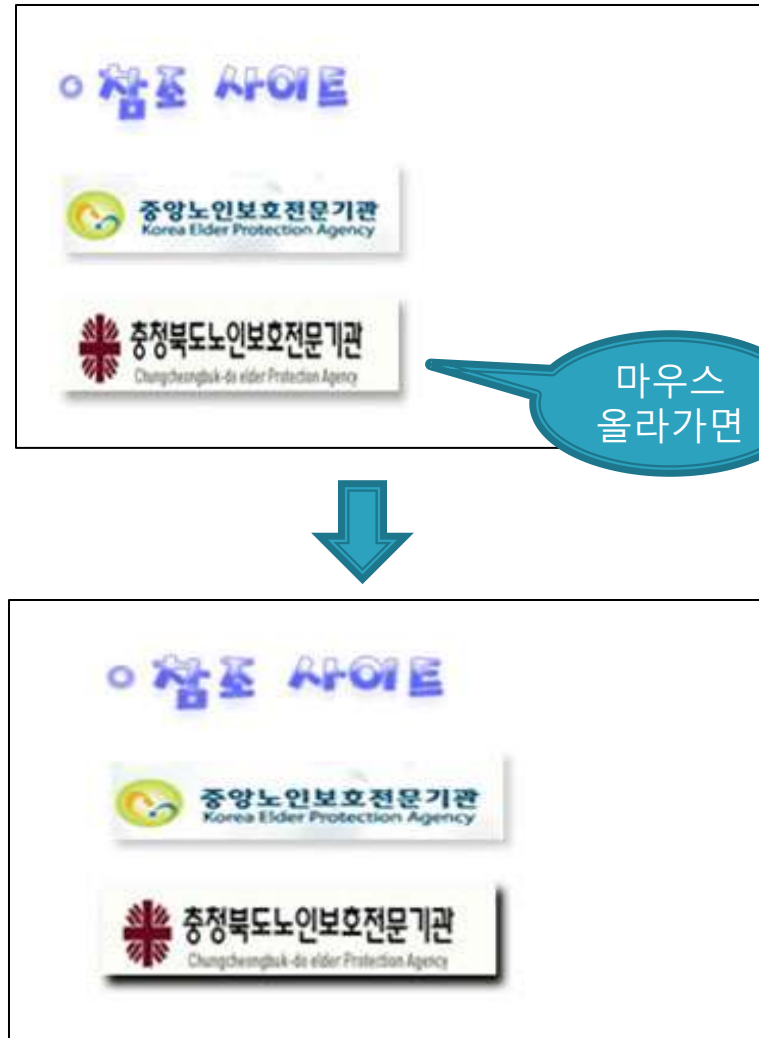 참조 사이트
중앙노인보호전문기관
Korea Elder Protection Agency
충청북도노인보호전문기관
Chungcheongbuk-do elder Protection Agency
마우스
올라가면
참조 사이트
중앙노인보호전문기관
Korea Elder Protection Agency
충청북도노인보호전문기관
Chungcheongbuk-do elder Protection Agency